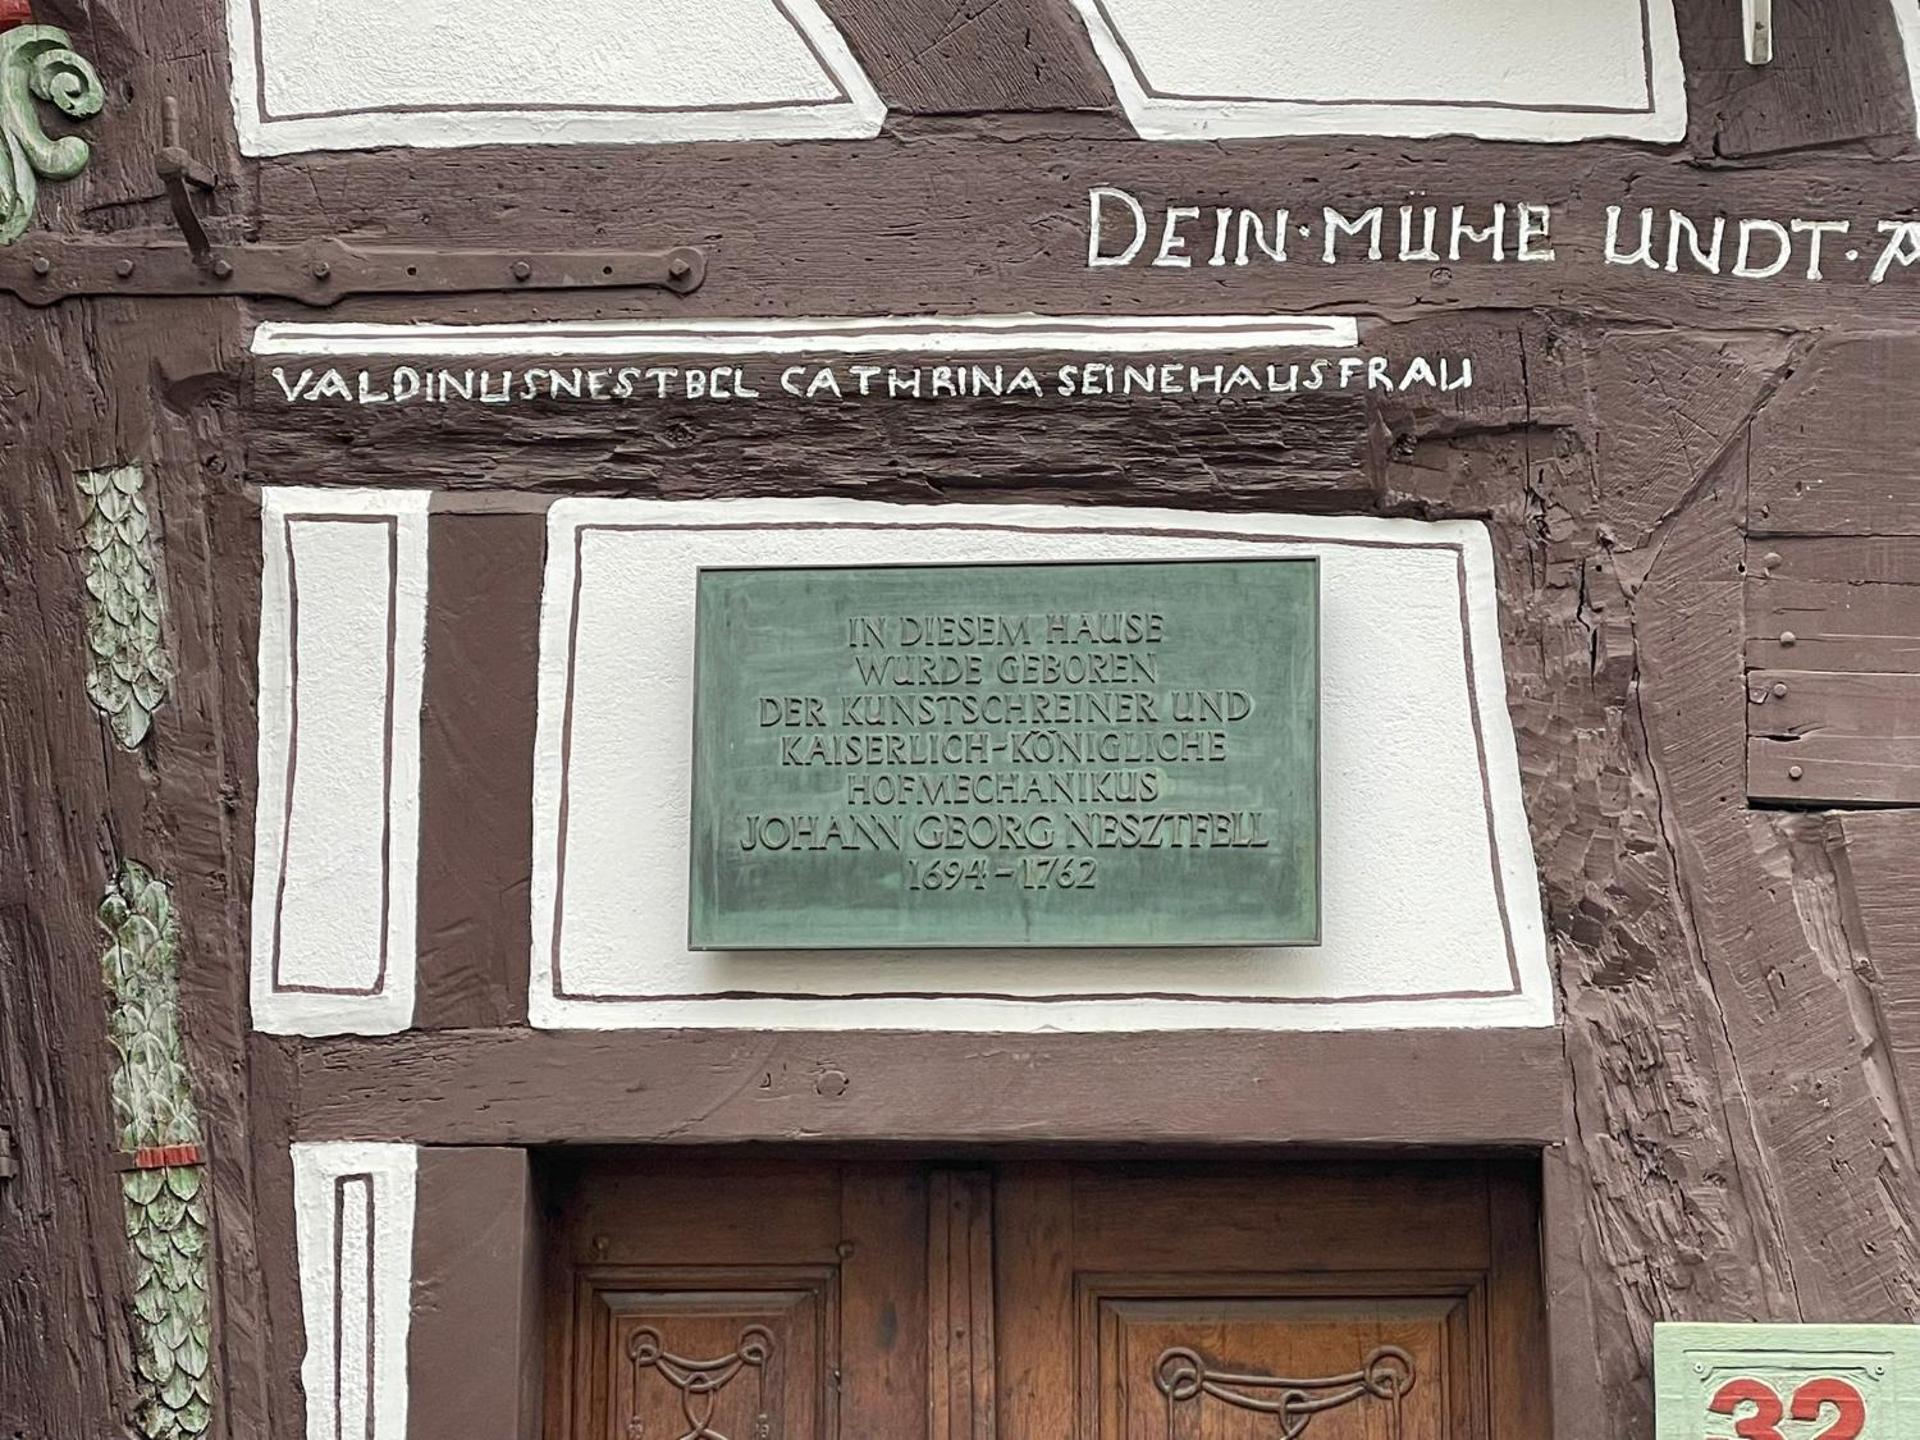 DEIN·MÜHE UNDT·A
VALDINUSNESTBEL CATHRINA SEINEHAUSFRAU
IN DIESEM HAUSE
WURDE GEBOREN
DER KUNSTSCHREINER UND
KAISERLICH-KÖNIGLICHE
HOFMECHANIKUS
JOHANN GEORG NESZTFELL
1694-1762
32